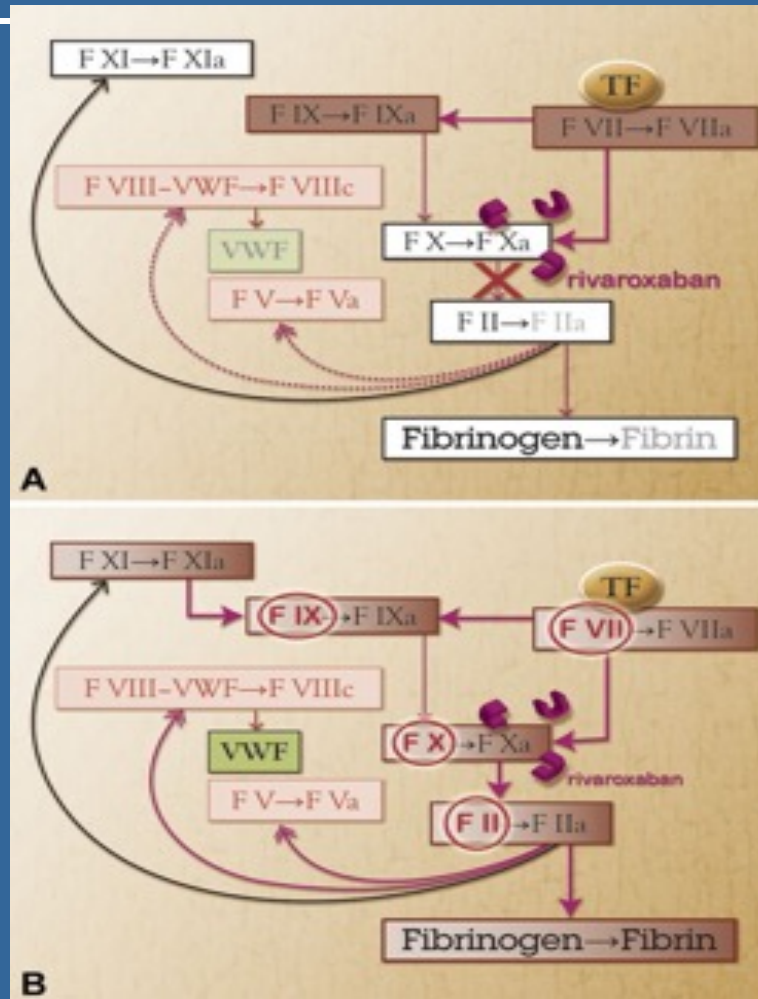 F XI→F XIa
TF
F IX→F IXa
F VII→F VIIa
F VIII–VWF→F VIIIc
VWF
F X→F Xa
rivaroxaban
F V→F Va
F II→F IIa
Fibrinogen→Fibrin
A
F XI→F XIa
TF
F IX→F IXa
F VII→F VIIa
F VIII–VWF→F VIIIc
F X→F Xa
VWF
rivaroxaban
F V→F Va
F II→F IIa
Fibrinogen→Fibrin
B